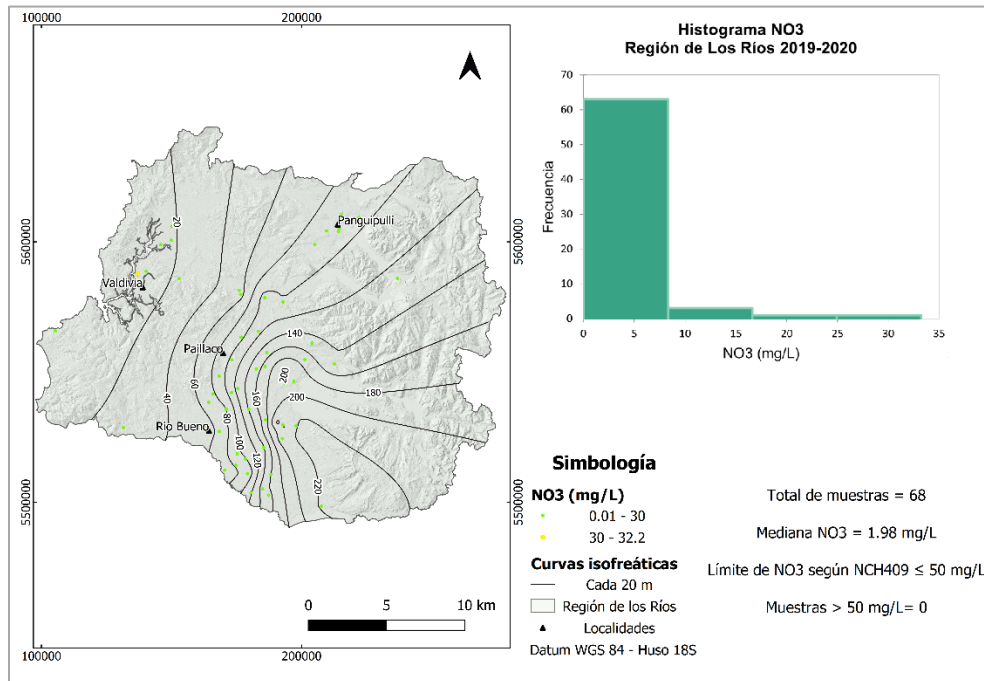 100000
200000
5600000
5500000
5600000
5500000
20
Panguipulli
Valdivia
140
Paillaco
60
200
180
40
160
200
Rio Bueno
80
100
120
220
100000
200000
Histograma NO3
Región de Los Ríos 2019-2020
70
60
50
40
30
20
10
0
Frecuencia
0
5
10
15
20
25
30
35
NO3 (mg/L)
Simbología
NO3 (mg/L)
0.01 - 30
30 - 32.2
Curvas isofreáticas
Cada 20 m
Región de los Ríos
Localidades
Datum WGS 84 - Huso 18S
0
5
10 km
Total de muestras = 68
Mediana NO3 = 1.98 mg/L
Límite de NO3 según NCH409 ≤ 50 mg/L
Muestras > 50 mg/L= 0